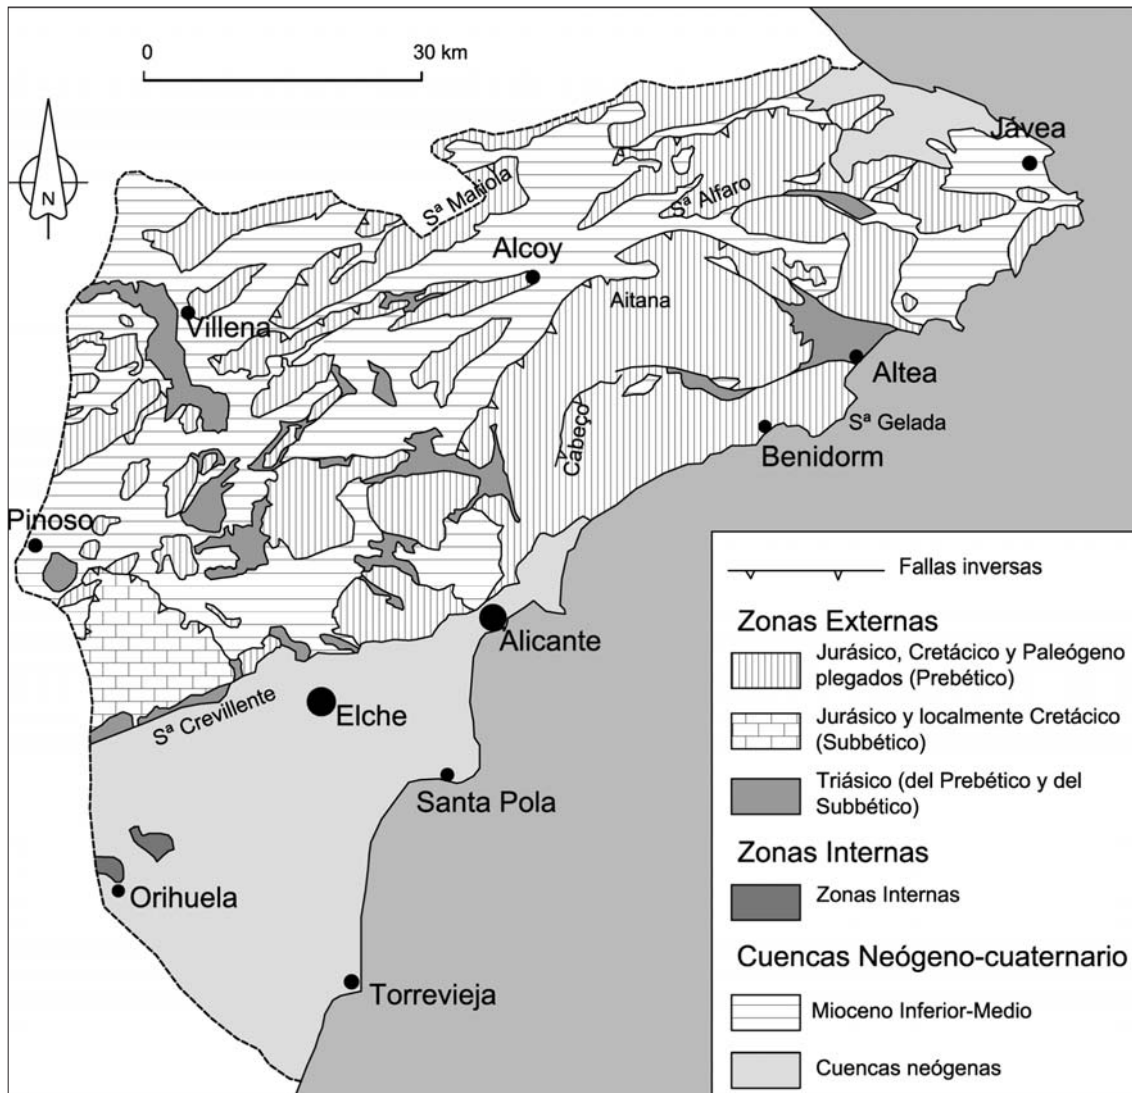 0 30 km
N
Jávea
Sª Mariola
Sª Alfaro
Alcoy
Aitana
Villena
Altea
Sª Gelada
Cabeço
Benidorm
Pinoso
Alicante
Sª Crevillente
Elche
Santa Pola
Orihuela
Torrevieja
Fallas inversas
Zonas Externas
Jurásico, Cretácico y Paleógeno
plegados (Prebético)
Jurásico y localmente Cretácico
(Subbético)
Triásico (del Prebético y del
Subbético)
Zonas Internas
Zonas Internas
Cuencas Neógeno-cuaternario
Mioceno Inferior-Medio
Cuencas neógenas